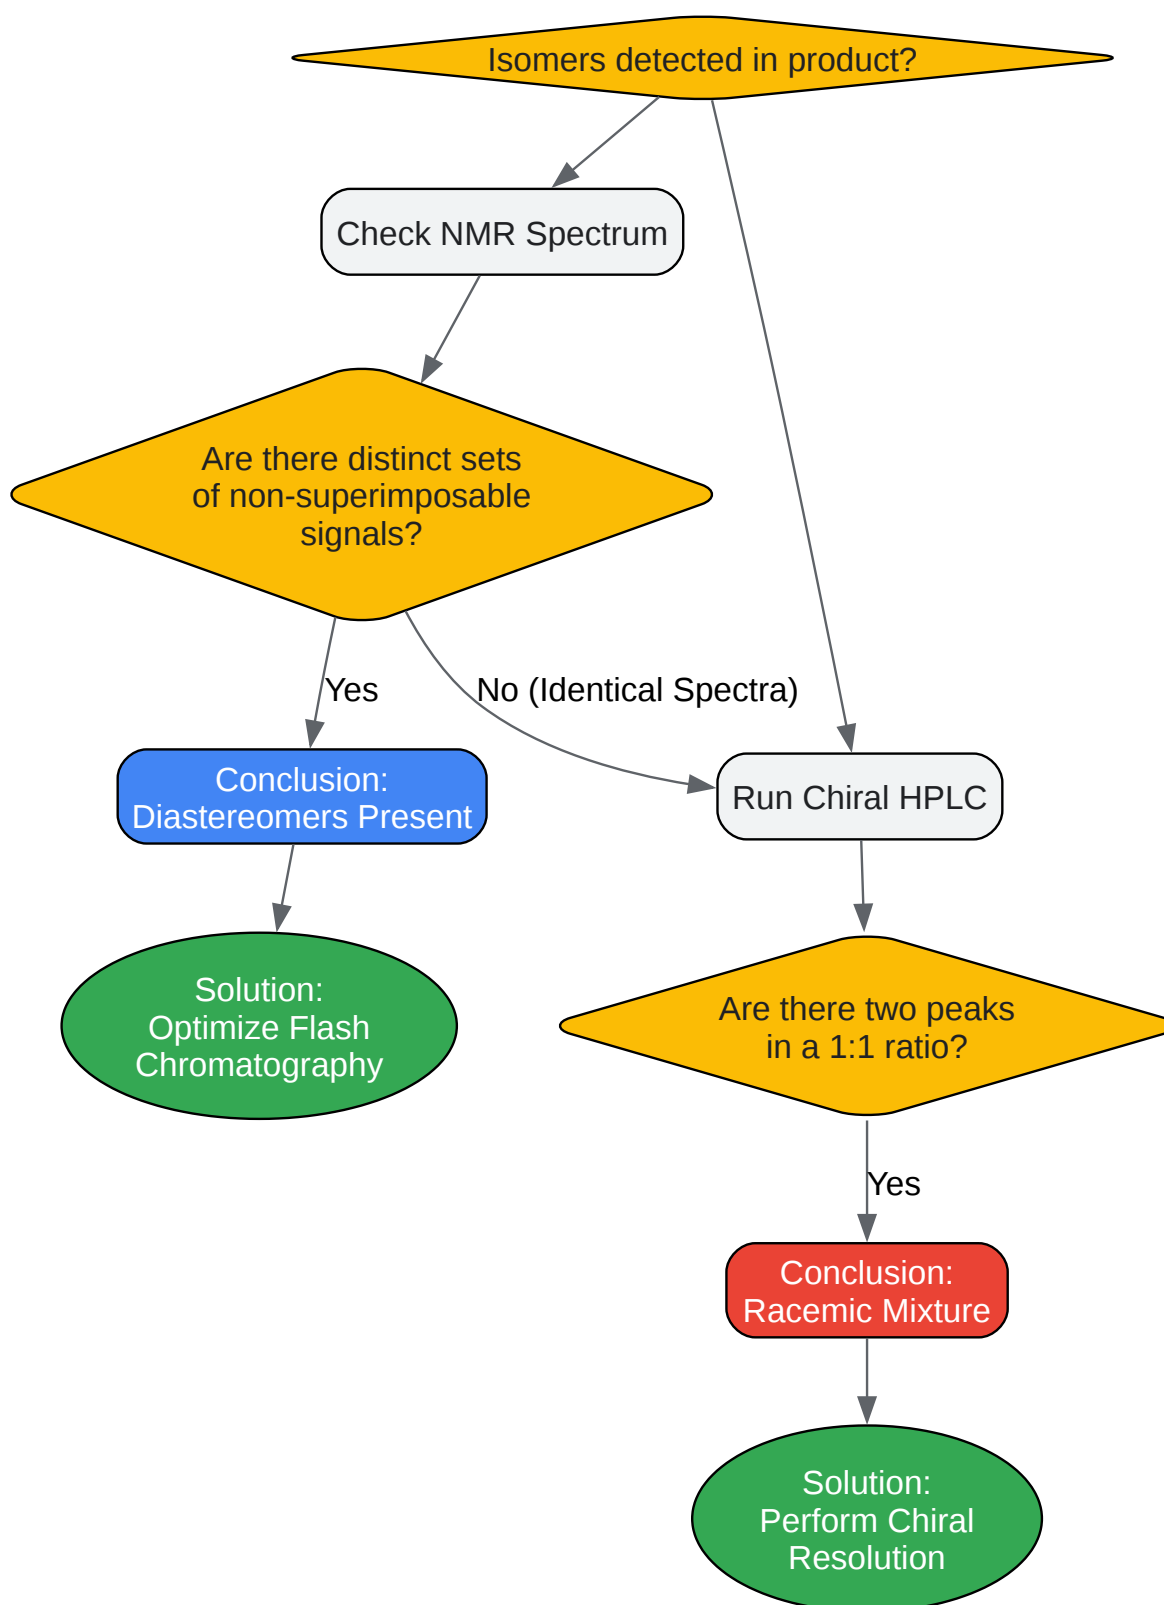 Isomers detected in product?
Check NMR Spectrum
Are there distinct sets
of non-superimposable
signals?
Yes
No (Identical Spectra)
Conclusion:
Diastereomers Present
Run Chiral HPLC
Solution:
Optimize Flash
Chromatography
Are there two peaks
in a 1:1 ratio?
Yes
Conclusion:
Racemic Mixture
Solution:
Perform Chiral
Resolution